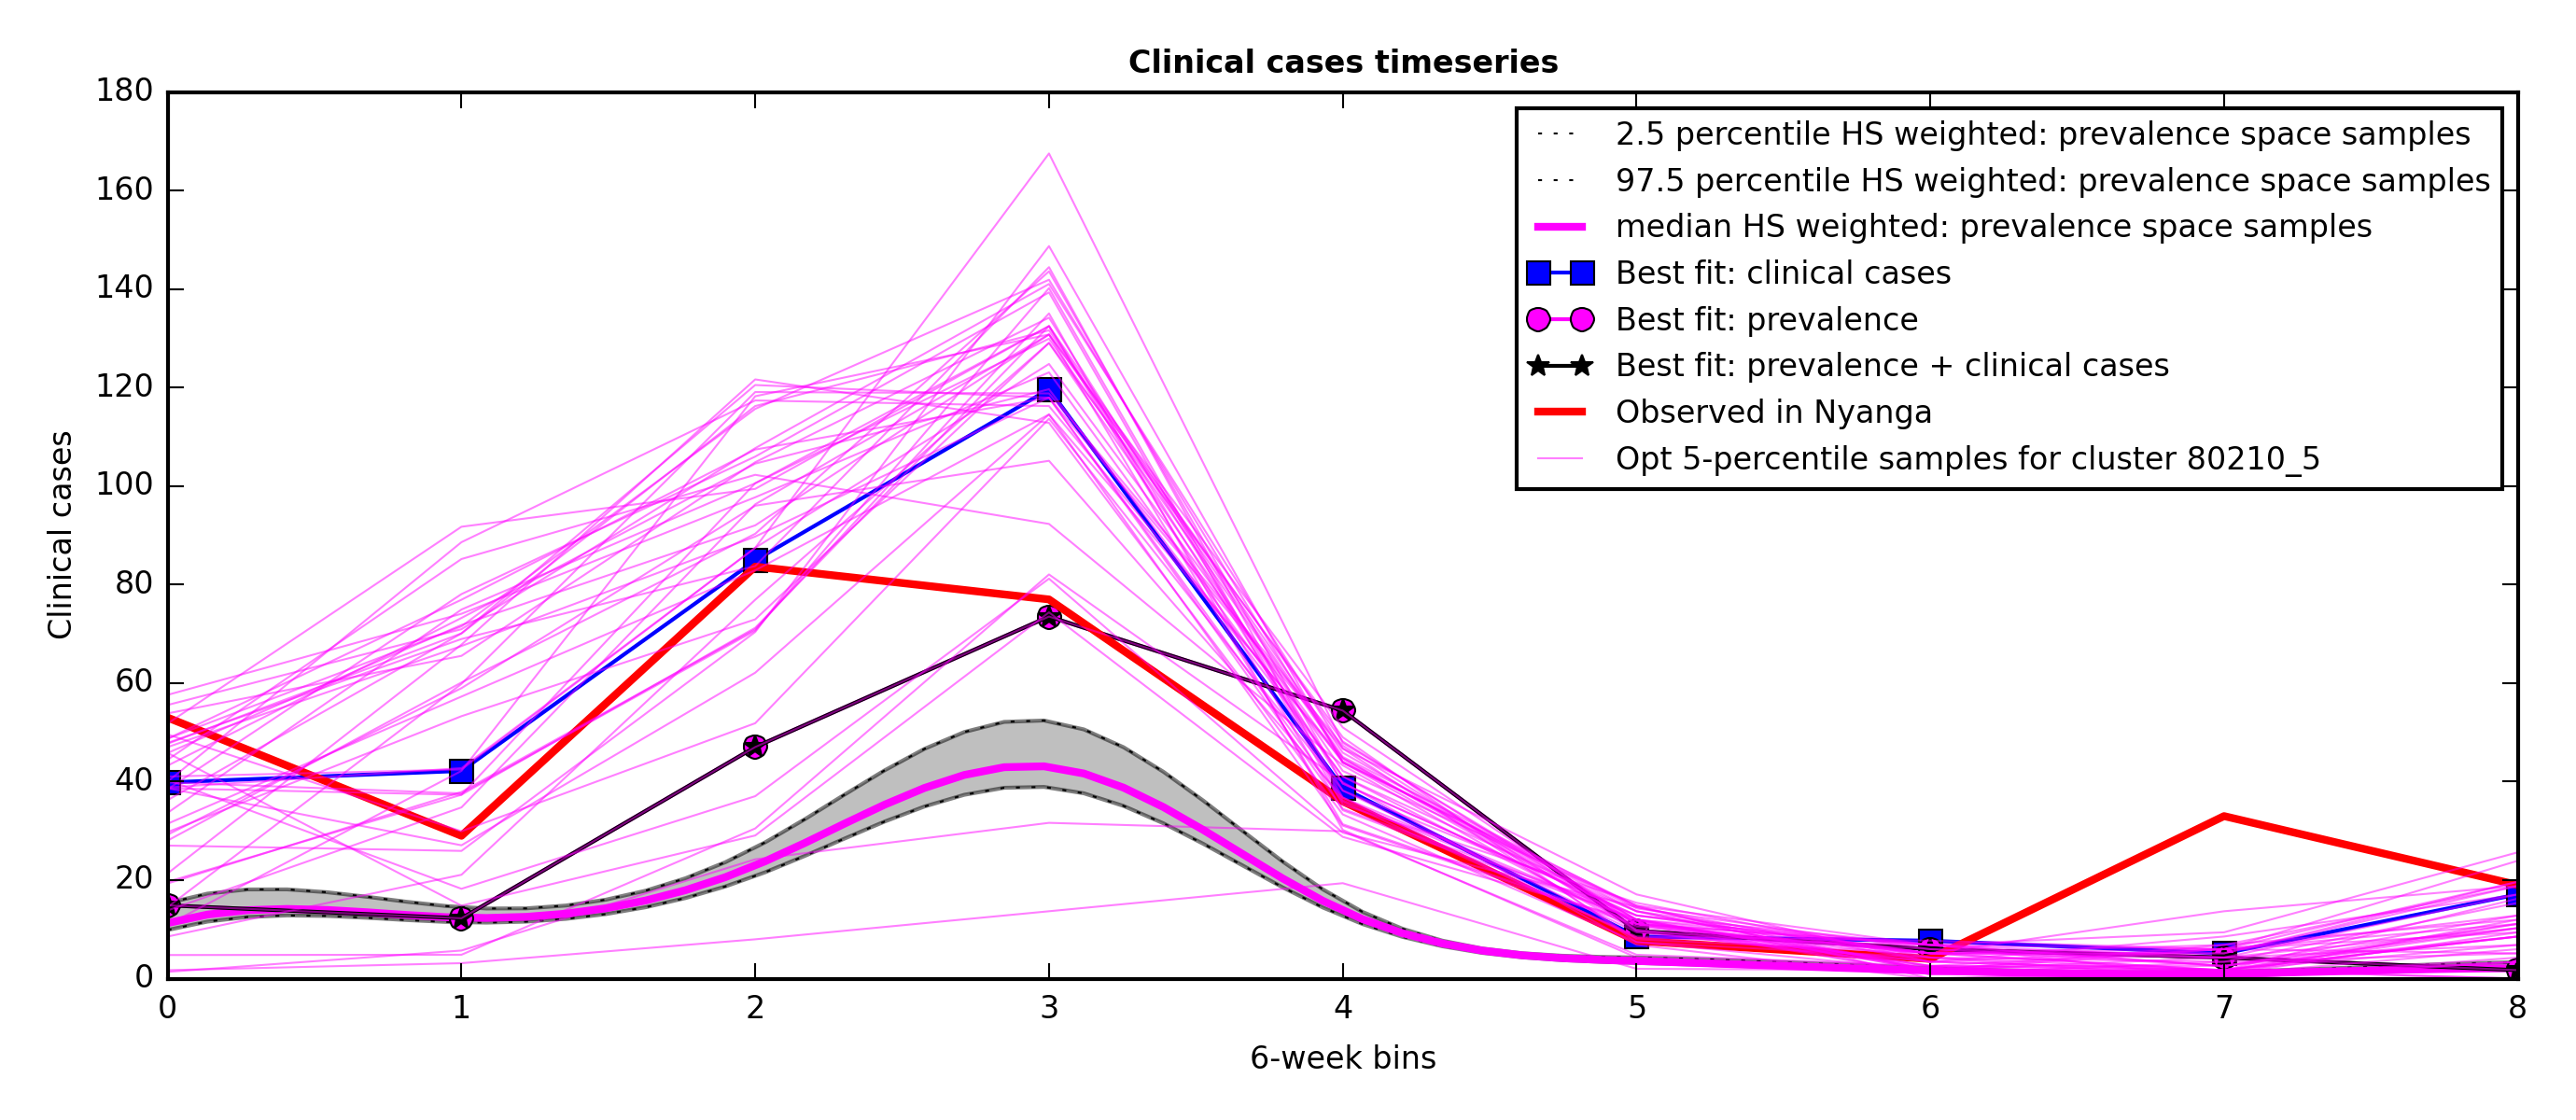 Clinical cases timeseries
180
160
140
120
100
80
60
40
20
0
Clinical cases
2.5 percentile HS weighted: prevalence space samples
97.5 percentile HS weighted: prevalence space samples
median HS weighted: prevalence space samples
Best fit: clinical cases
Best fit: prevalence
Best fit: prevalence + clinical cases
Observed in Nyanga
Opt 5-percentile samples for cluster 80210_5
0 1 2 3 4 5 6 7 8
6-week bins